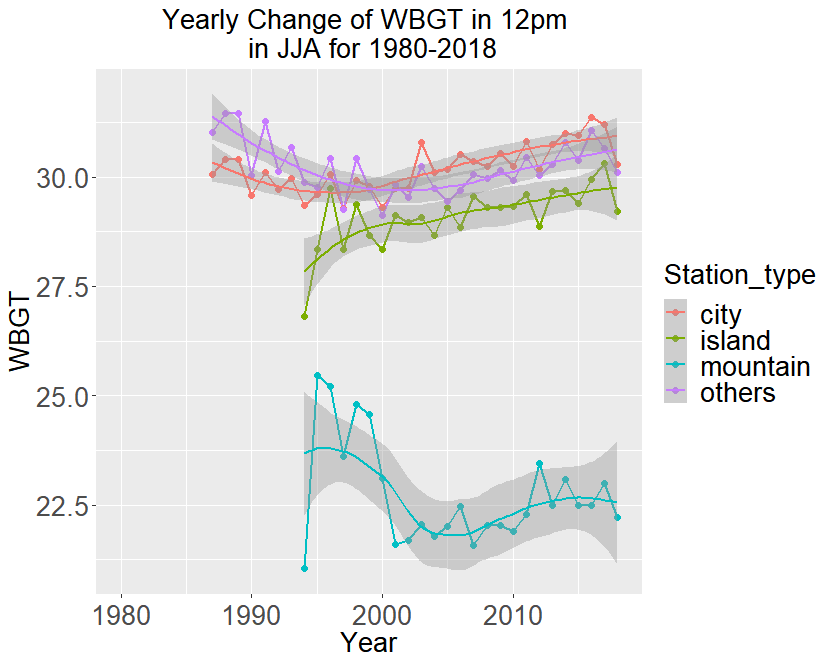 Yearly Change of WBGT in 12pm
in JJA for 1980-2018
WBGT
30.0
27.5
25.0
22.5
1980
1990
2000
2010
Year
Station_type
city
island
mountain
others